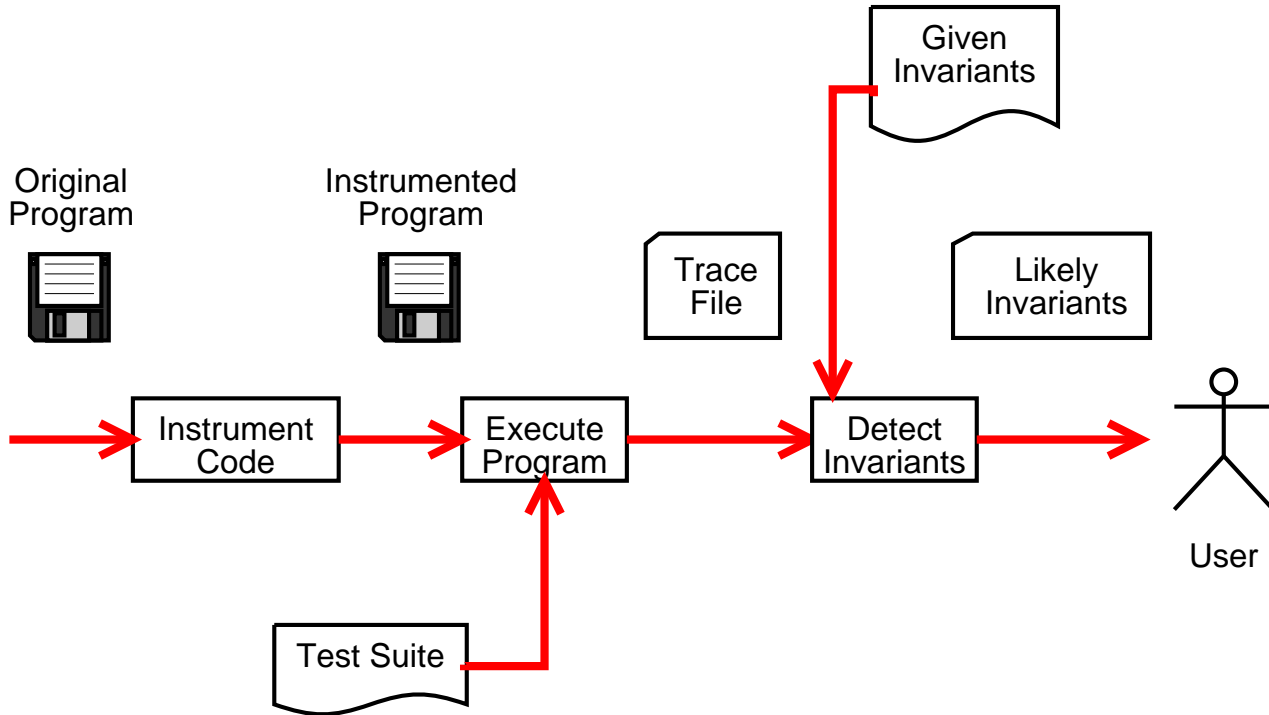 Given
Invariants
Original
Program
Instrumented
Program
Trace
File
Likely
Invariants
Instrument
Code
Execute
Program
Detect
Invariants
User
Test Suite